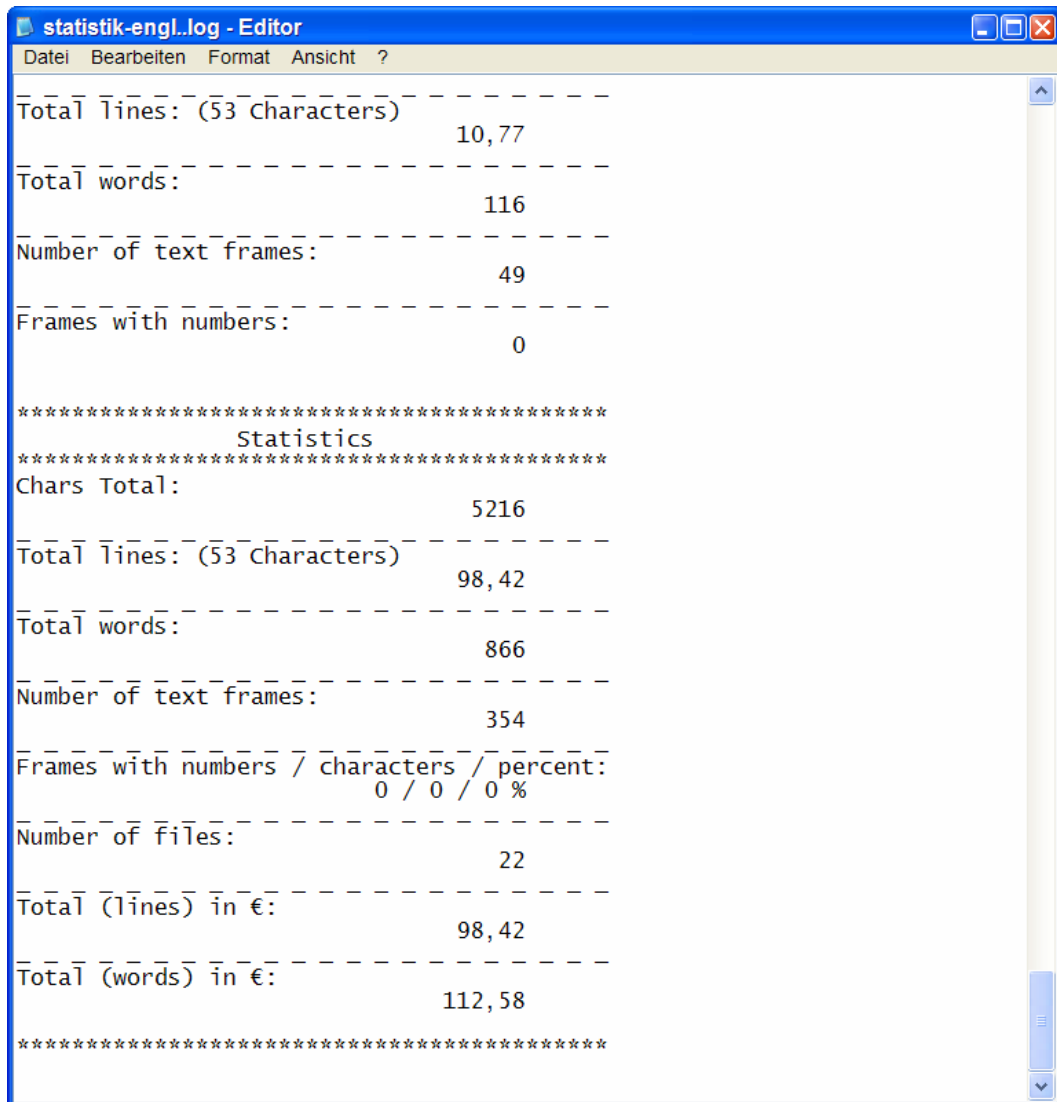 statistik-engl..log - Editor
Datei Bearbeiten Format Ansicht ?
_ _ _ _ _ _ _ _ _ _ _ _ _ _ _ _ _ _ _ _ _ _
Total lines: (53 Characters)
10,77
_ _ _ _ _ _ _ _ _ _ _ _ _ _ _ _ _ _ _ _ _ _
Total words:
116
_ _ _ _ _ _ _ _ _ _ _ _ _ _ _ _ _ _ _ _ _ _
Number of text frames:
49
_ _ _ _ _ _ _ _ _ _ _ _ _ _ _ _ _ _ _ _ _ _
Frames with numbers:
0
*******************************************
Statistics
*******************************************
Chars Total:
5216
_ _ _ _ _ _ _ _ _ _ _ _ _ _ _ _ _ _ _ _ _ _
Total lines: (53 Characters)
98,42
_ _ _ _ _ _ _ _ _ _ _ _ _ _ _ _ _ _ _ _ _ _
Total words:
866
_ _ _ _ _ _ _ _ _ _ _ _ _ _ _ _ _ _ _ _ _ _
Number of text frames:
354
_ _ _ _ _ _ _ _ _ _ _ _ _ _ _ _ _ _ _ _ _ _
Frames with numbers / characters / percent:
0 / 0 / 0 %
_ _ _ _ _ _ _ _ _ _ _ _ _ _ _ _ _ _ _ _ _ _
Number of files:
22
_ _ _ _ _ _ _ _ _ _ _ _ _ _ _ _ _ _ _ _ _ _
Total (lines) in €:
98,42
_ _ _ _ _ _ _ _ _ _ _ _ _ _ _ _ _ _ _ _ _ _
Total (words) in €:
112,58
*******************************************